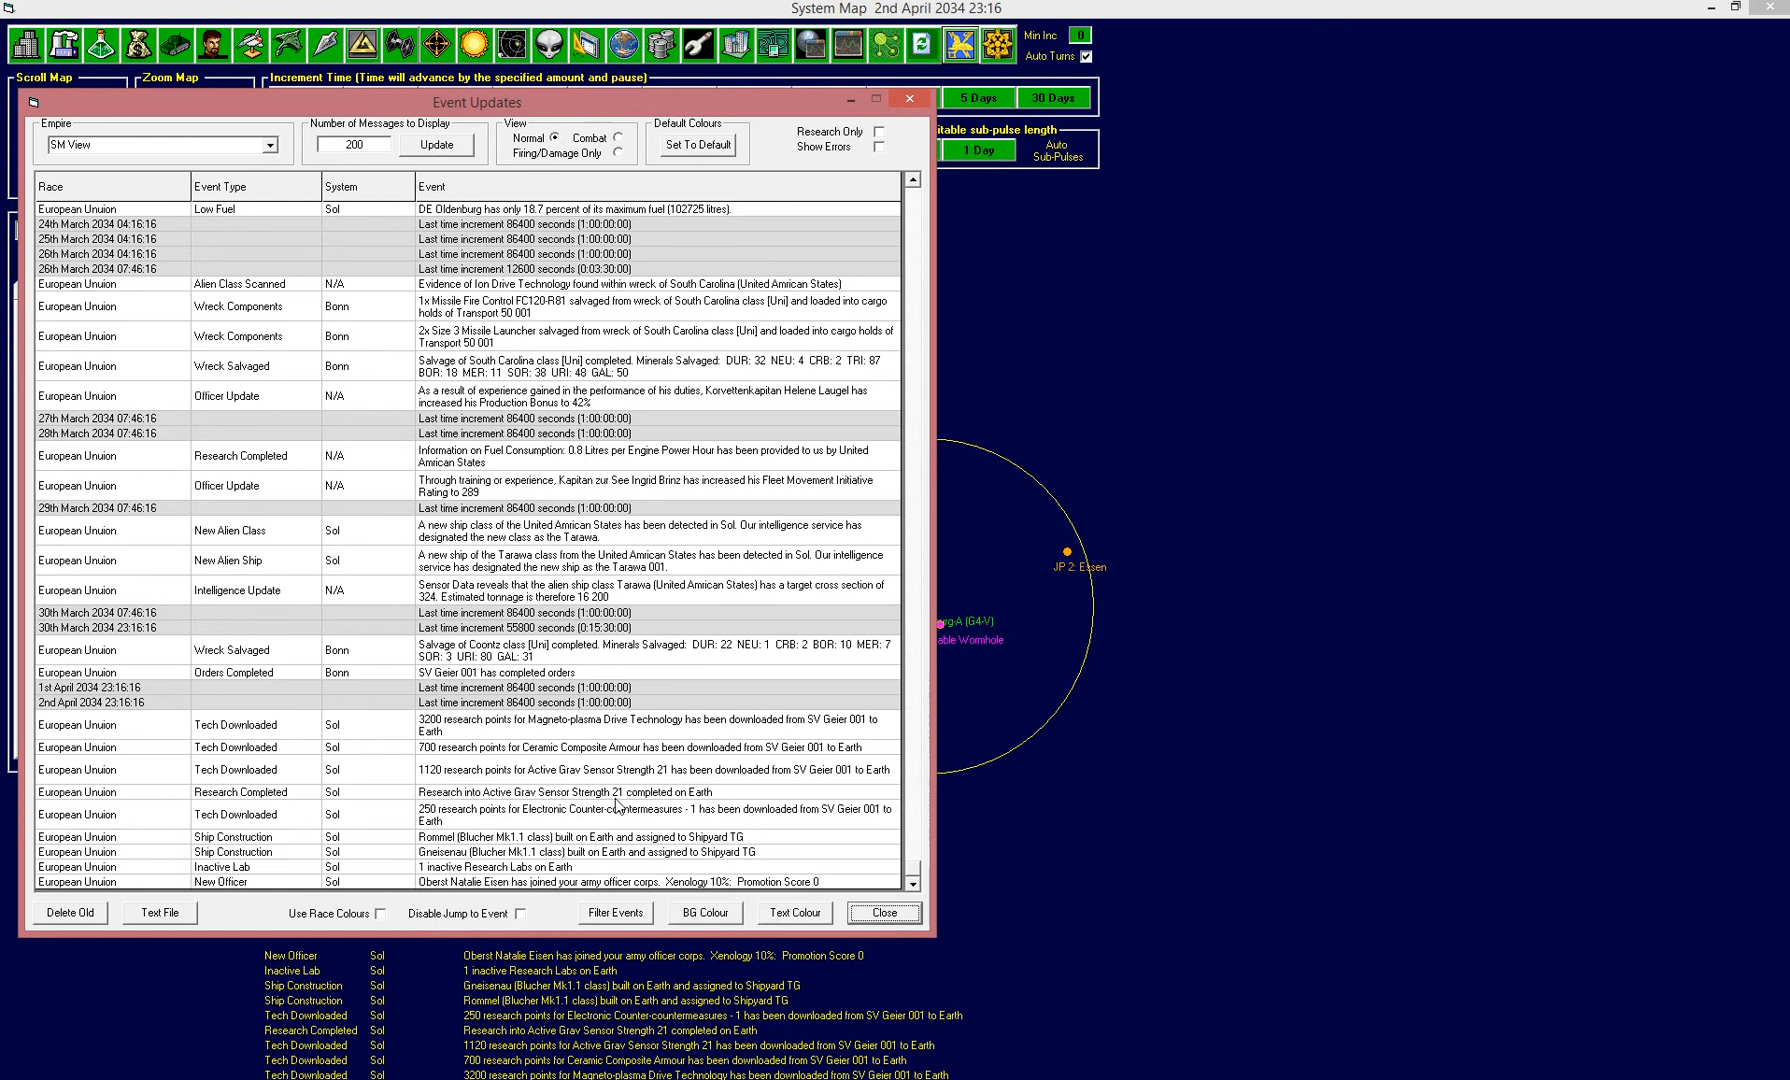 System Map  2nd April 2034 23:16
Min Inc 0
Auto Turns
Scroll Map
Zoom Map
Increment Time (Time will advance by the specified amount and pause)
5 Days
30 Days
itable sub-pulse length
1 Day
Auto
Sub-Pulses
Event Updates
Empire
SM View
Number of Messages to Display
200
Update
View
Normal
Combat
Firing/Damage Only
Default Colours
Set To Default
Research Only
Show Errors
Race Event Type System Event
European Unuion Low Fuel Sol DE Oldenburg has only 18.7 percent of its maximum fuel (102725 litres).
24th March 2034 04:16:16 Last time increment 86400 seconds (1:00:00:00)
25th March 2034 04:16:16 Last time increment 86400 seconds (1:00:00:00)
26th March 2034 04:16:16 Last time increment 86400 seconds (1:00:00:00)
26th March 2034 07:46:16 Last time increment 12600 seconds (0:03:30:00)
European Unuion Alien Class Scanned N/A Evidence of Ion Drive Technology found within wreck of South Carolina (United Amrican States)
European Unuion Wreck Components Bonn 1x Missile Fire Control FC120-R81 salvaged from wreck of South Carolina class [Uni] and loaded into cargo
holds of Transport 50 001
European Unuion Wreck Components Bonn 2x Size 3 Missile Launcher salvaged from wreck of South Carolina class [Uni] and loaded into cargo holds of
Transport 50 001
European Unuion Wreck Salvaged Bonn Salvage of South Carolina class [Uni] completed. Minerals Salvaged:  DUR: 32  NEU: 4  CRB: 2  TRI: 87
BOR: 18  MER: 11  SOR: 38  URI: 48  GAL: 50
European Unuion Officer Update N/A As a result of experience gained in the performance of his duties, Korvettenkapitan Helene Laugel has
increased his Production Bonus to 42%
27th March 2034 07:46:16 Last time increment 86400 seconds (1:00:00:00)
28th March 2034 07:46:16 Last time increment 86400 seconds (1:00:00:00)
European Unuion Research Completed N/A Information on Fuel Consumption: 0.8 Litres per Engine Power Hour has been provided to us by United
Amrican States
European Unuion Officer Update N/A Through training or experience, Kapitan zur See Ingrid Brinz has increased his Fleet Movement Initiative
Rating to 289
29th March 2034 07:46:16 Last time increment 86400 seconds (1:00:00:00)
European Unuion New Alien Class Sol A new ship class of the United Amrican States has been detected in Sol. Our intelligence service has
designated the new class as the Tarawa.
European Unuion New Alien Ship Sol A new ship of the Tarawa class from the United Amrican States has been detected in Sol. Our intelligence
service has designated the new ship as the Tarawa 001.
European Unuion Intelligence Update N/A Sensor Data reveals that the alien ship class Tarawa (United Amrican States) has a target cross section of
324. Estimated tonnage is therefore 16 200
30th March 2034 07:46:16 Last time increment 86400 seconds (1:00:00:00)
30th March 2034 23:16:16 Last time increment 55800 seconds (0:15:30:00)
European Unuion Wreck Salvaged Bonn Salvage of Coontz class [Uni] completed. Minerals Salvaged:  DUR: 22  NEU: 1  CRB: 2  BOR: 10  MER: 7
SOR: 3  URI: 80  GAL: 31
European Unuion Orders Completed Bonn SV Geier 001 has completed orders
1st April 2034 23:16:16 Last time increment 86400 seconds (1:00:00:00)
2nd April 2034 23:16:16 Last time increment 86400 seconds (1:00:00:00)
European Unuion Tech Downloaded Sol 3200 research points for Magneto-plasma Drive Technology has been downloaded from SV Geier 001 to
Earth
European Unuion Tech Downloaded Sol 700 research points for Ceramic Composite Armour has been downloaded from SV Geier 001 to Earth
European Unuion Tech Downloaded Sol 1120 research points for Active Grav Sensor Strength 21 has been downloaded from SV Geier 001 to Earth
European Unuion Research Completed Sol Research into Active Grav Sensor Strength 21 completed on Earth
European Unuion Tech Downloaded Sol 250 research points for Electronic Counter-countermeasures - 1 has been downloaded from SV Geier 001 to
Earth
European Unuion Ship Construction Sol Rommel (Blucher Mk1.1 class) built on Earth and assigned to Shipyard TG
European Unuion Ship Construction Sol Gneisenau (Blucher Mk1.1 class) built on Earth and assigned to Shipyard TG
European Unuion Inactive Lab Sol 1 inactive Research Labs on Earth
European Unuion New Officer Sol Oberst Natalie Eisen has joined your army officer corps.  Xenology 10%:  Promotion Score 0
Delete Old
Text File
Use Race Colours
Disable Jump to Event
Filter Events
BG Colour
Text Colour
Close
JP 2: Essen
urg-A (G4-V)
able Wormhole
New Officer Sol Oberst Natalie Eisen has joined your army officer corps.  Xenology 10%:  Promotion Score 0
Inactive Lab Sol 1 inactive Research Labs on Earth
Ship Construction Sol Gneisenau (Blucher Mk1.1 class) built on Earth and assigned to Shipyard TG
Ship Construction Sol Rommel (Blucher Mk1.1 class) built on Earth and assigned to Shipyard TG
Tech Downloaded Sol 250 research points for Electronic Counter-countermeasures - 1 has been downloaded from SV Geier 001 to Earth
Research Completed Sol Research into Active Grav Sensor Strength 21 completed on Earth
Tech Downloaded Sol 1120 research points for Active Grav Sensor Strength 21 has been downloaded from SV Geier 001 to Earth
Tech Downloaded Sol 700 research points for Ceramic Composite Armour has been downloaded from SV Geier 001 to Earth
Tech Downloaded Sol 3200 research points for Magneto-plasma Drive Technology has been downloaded from SV Geier 001 to Earth